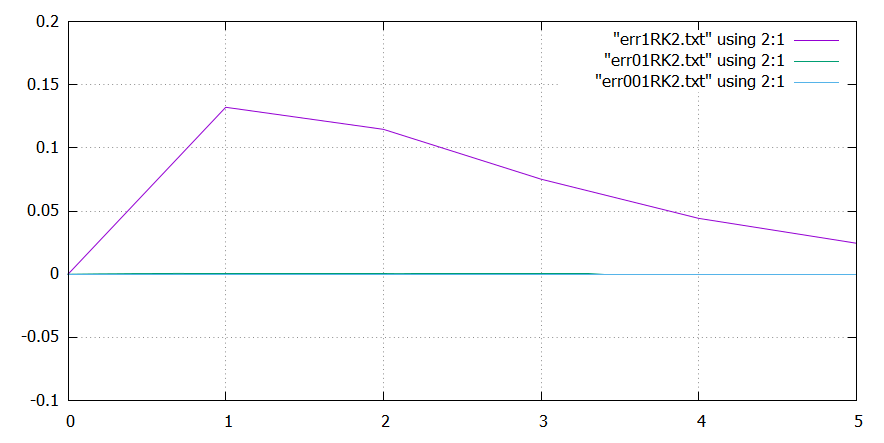 0.2
0.15
0.1
0.05
0
-0.05
-0.1
"err1RK2.txt" using 2:1
"err01RK2.txt" using 2:1
"err001RK2.txt" using 2:1
0 1 2 3 4 5